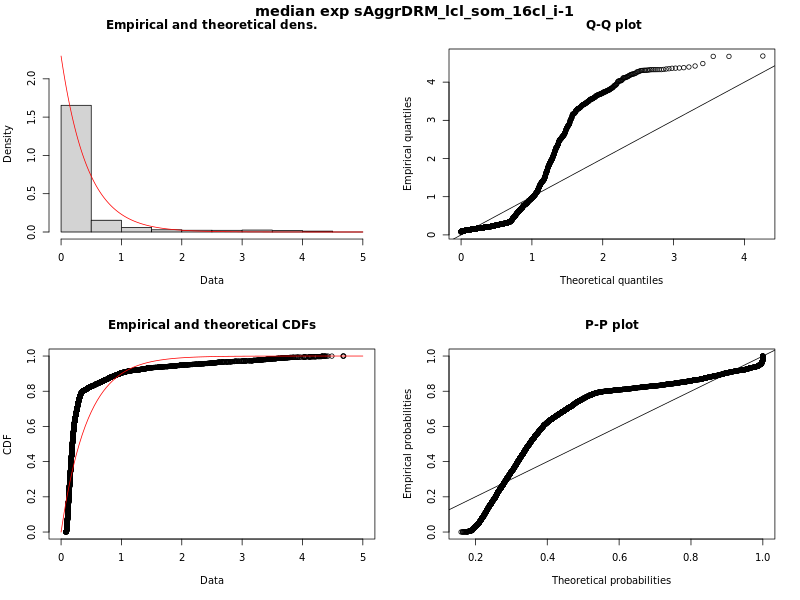 median exp sAggrDRM_lcl_som_16cl_i-1
Empirical and theoretical dens.
Density
0.0 0.5 1.0 1.5 2.0
0 1 2 3 4 5
Data
Q-Q plot
Empirical quantiles
0 1 2 3 4
0 1 2 3 4
Theoretical quantiles
Empirical and theoretical CDFs
CDF
0.0 0.2 0.4 0.6 0.8 1.0
0 1 2 3 4 5
Data
P-P plot
Empirical probabilities
0.0 0.2 0.4 0.6 0.8 1.0
0.2 0.4 0.6 0.8 1.0
Theoretical probabilities